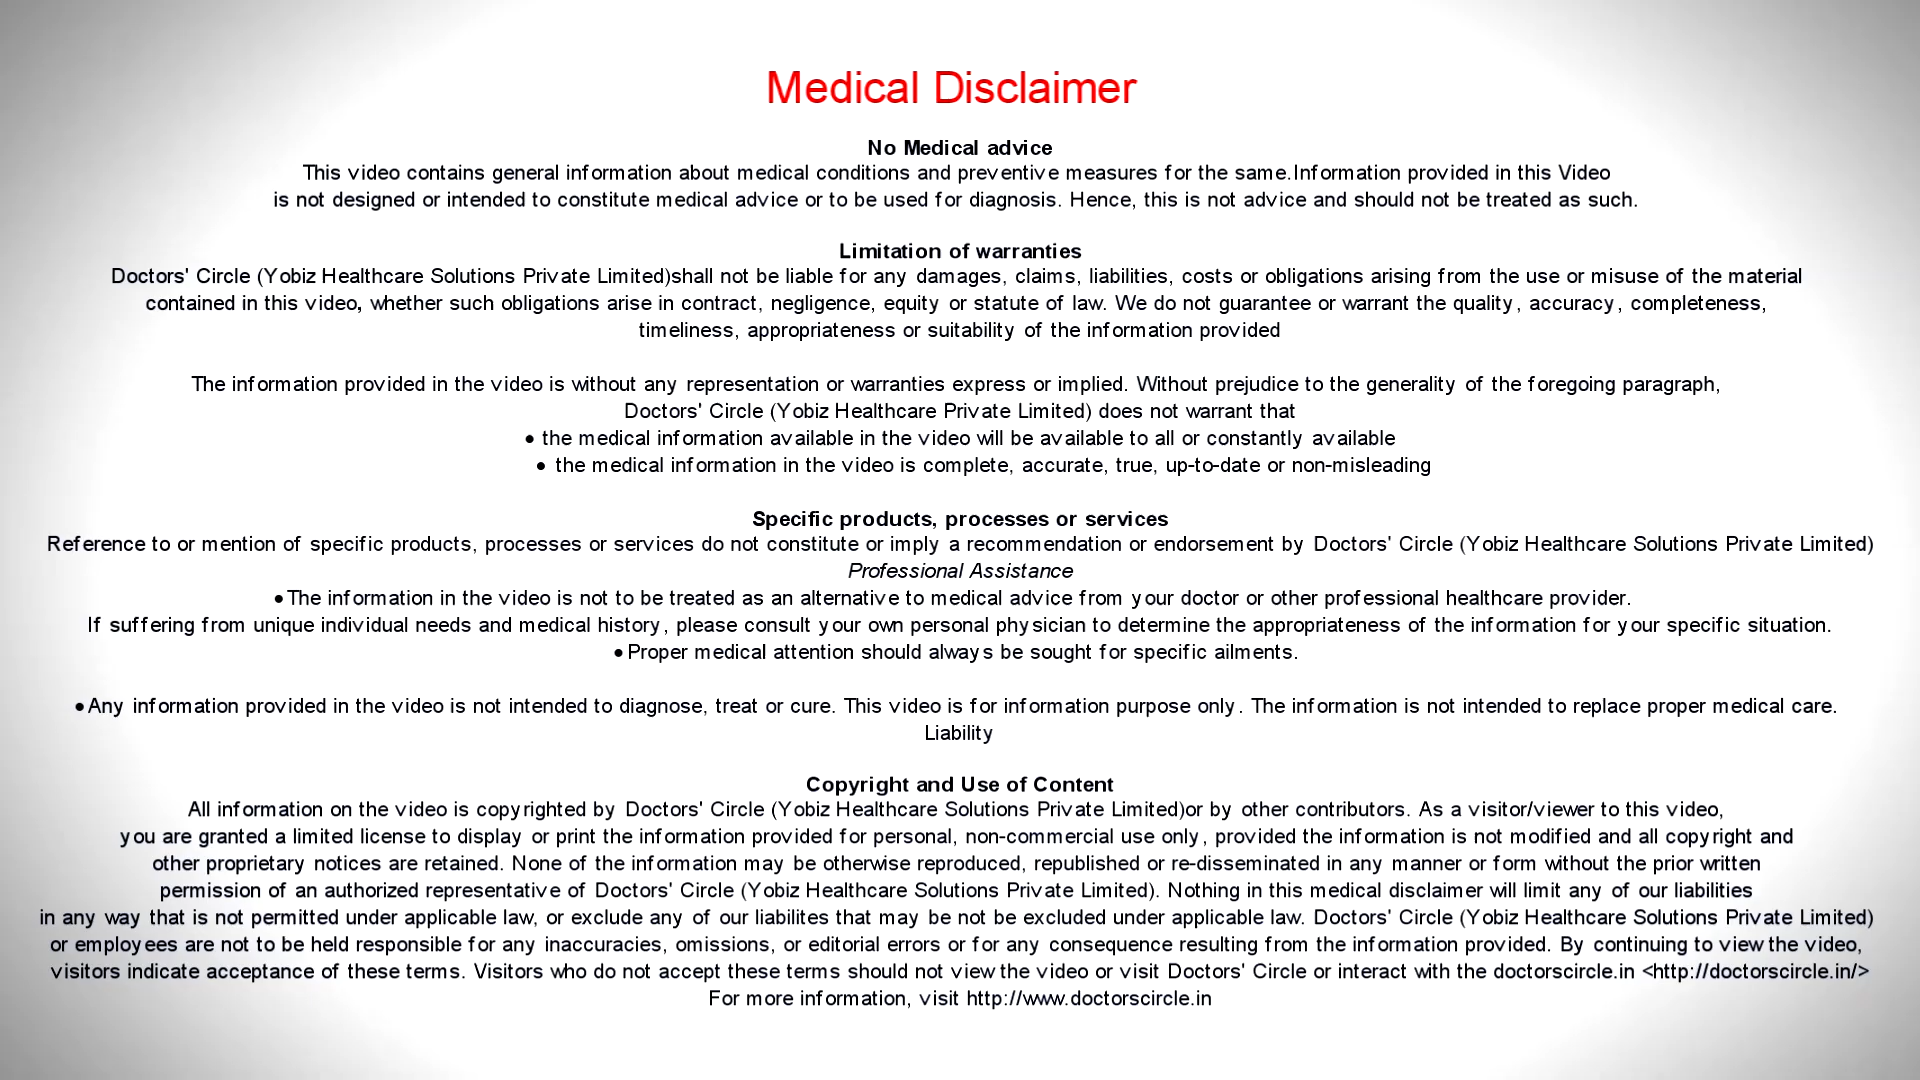 Medical Disclaimer
No Medical advice
This video contains general information about medical conditions and preventive measures for the same.Information provided in this Video
is not designed or intended to constitute medical advice or to be used for diagnosis. Hence, this is not advice and should not be treated as such.
Limitation of warranties
Doctors' Circle (Yobiz Healthcare Solutions Private Limited)shall not be liable for any damages, claims, liabilities, costs or obligations arising from the use or misuse of the material
contained in this video, whether such obligations arise in contract, negligence, equity or statute of law. We do not guarantee or warrant the quality, accuracy, completeness,
timeliness, appropriateness or suitability of the information provided
The information provided in the video is without any representation or warranties express or implied. Without prejudice to the generality of the foregoing paragraph,
Doctors' Circle (Yobiz Healthcare Private Limited) does not warrant that
• the medical information available in the video will be available to all or constantly available
• the medical information in the video is complete, accurate, true, up-to-date or non-misleading
Specific products, processes or services
Reference to or mention of specific products, processes or services do not constitute or imply a recommendation or endorsement by Doctors' Circle (Yobiz Healthcare Solutions Private Limited)
Professional Assistance
•The information in the video is not to be treated as an alternative to medical advice from your doctor or other professional healthcare provider.
If suffering from unique individual needs and medical history, please consult your own personal physician to determine the appropriateness of the information for your specific situation.
•Proper medical attention should always be sought for specific ailments.
•Any information provided in the video is not intended to diagnose, treat or cure. This video is for information purpose only. The information is not intended to replace proper medical care.
Liability
Copyright and Use of Content
All information on the video is copyrighted by Doctors' Circle (Yobiz Healthcare Solutions Private Limited)or by other contributors. As a visitor/viewer to this video,
you are granted a limited license to display or print the information provided for personal, non-commercial use only, provided the information is not modified and all copyright and
other proprietary notices are retained. None of the information may be otherwise reproduced, republished or re-disseminated in any manner or form without the prior written
permission of an authorized representative of Doctors' Circle (Yobiz Healthcare Solutions Private Limited). Nothing in this medical disclaimer will limit any of our liabilities
in any way that is not permitted under applicable law, or exclude any of our liabilites that may be not be excluded under applicable law. Doctors' Circle (Yobiz Healthcare Solutions Private Limited)
or employees are not to be held responsible for any inaccuracies, omissions, or editorial errors or for any consequence resulting from the information provided. By continuing to view the video,
visitors indicate acceptance of these terms. Visitors who do not accept these terms should not view the video or visit Doctors' Circle or interact with the doctorscircle.in <http://doctorscircle.in/>
For more information, visit http://www.doctorscircle.in